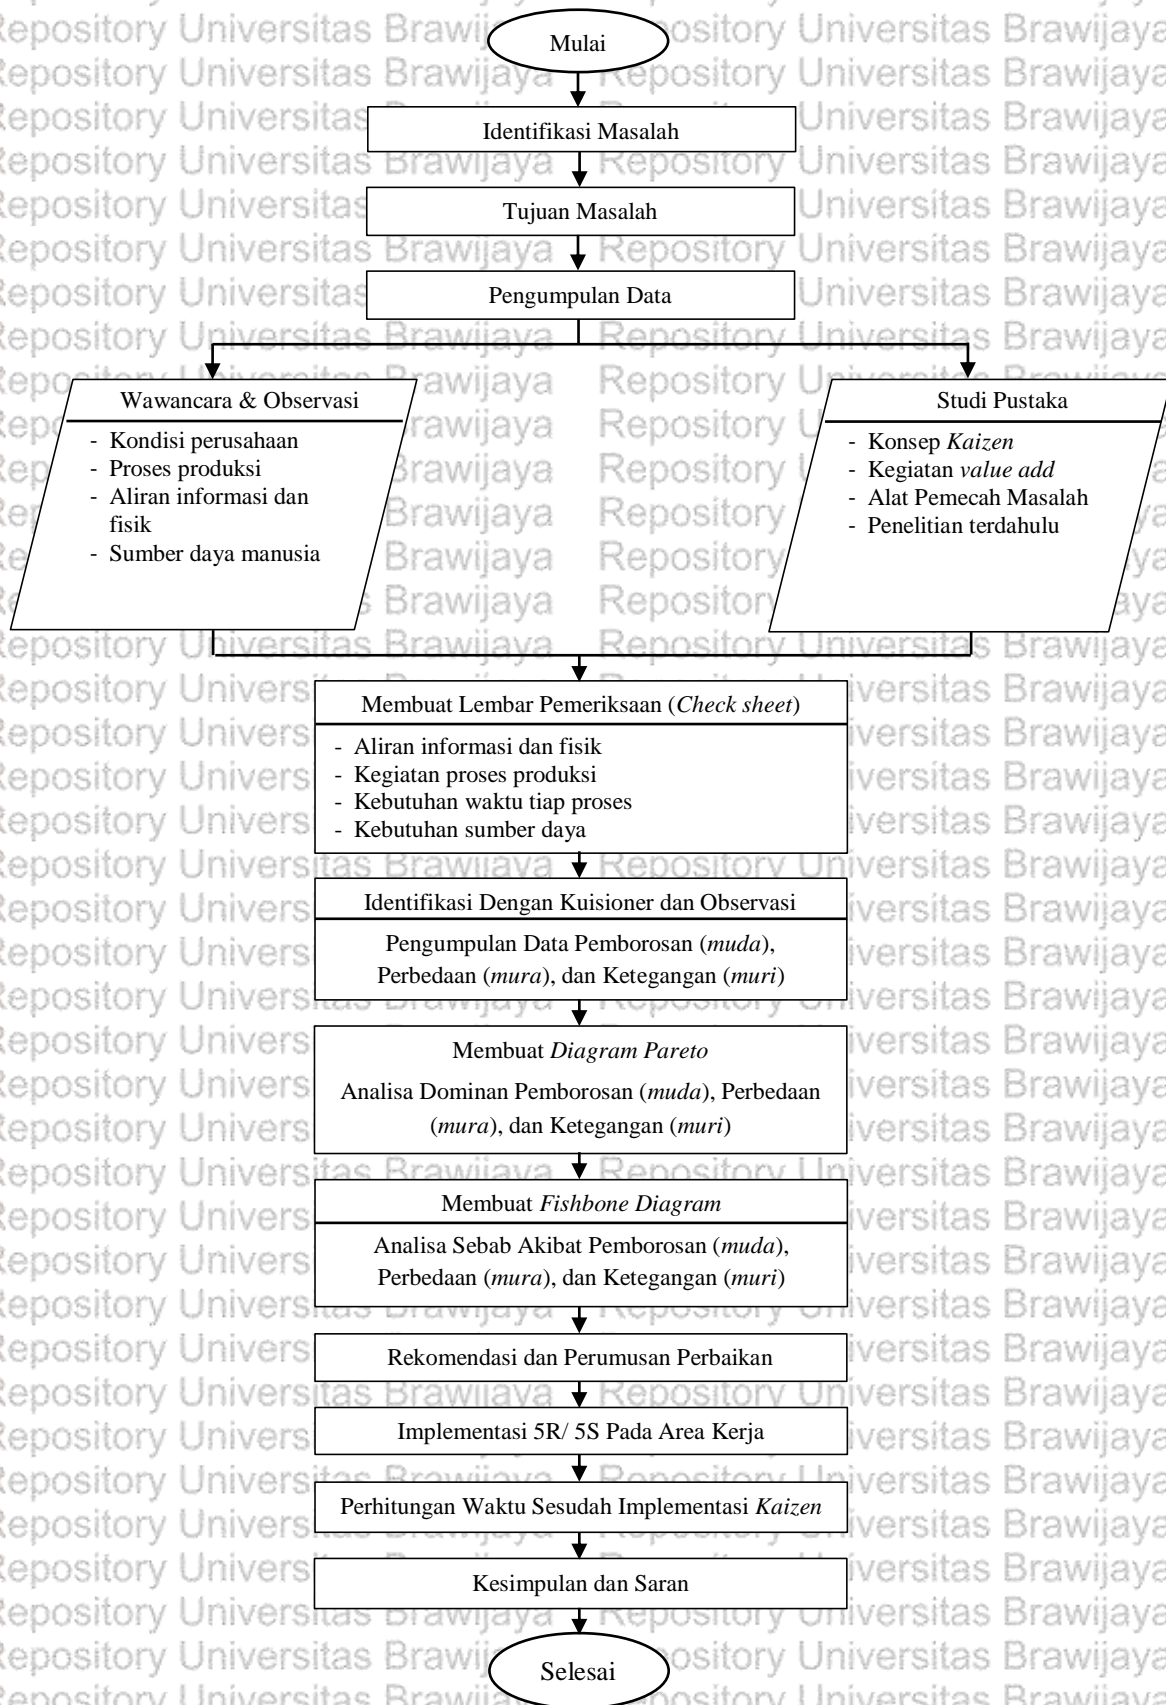 Mulai
Identifikasi Masalah
Tujuan Masalah
Pengumpulan Data
Wawancara & Observasi
- Kondisi perusahaan
- Proses produksi
- Aliran informasi dan
fisik
- Sumber daya manusia
Studi Pustaka
- Konsep Kaizen
- Kegiatan value add
- Alat Pemecah Masalah
- Penelitian terdahulu
Membuat Lembar Pemeriksaan (Check sheet)
- Aliran informasi dan fisik
- Kegiatan proses produksi
- Kebutuhan waktu tiap proses
- Kebutuhan sumber daya
Identifikasi Dengan Kuisioner dan Observasi
Pengumpulan Data Pemborosan (muda),
Perbedaan (mura), dan Ketegangan (muri)
Membuat Diagram Pareto
Analisa Dominan Pemborosan (muda), Perbedaan
(mura), dan Ketegangan (muri)
Membuat Fishbone Diagram
Analisa Sebab Akibat Pemborosan (muda),
Perbedaan (mura), dan Ketegangan (muri)
Rekomendasi dan Perumusan Perbaikan
Implementasi 5R/ 5S Pada Area Kerja
Perhitungan Waktu Sesudah Implementasi Kaizen
Kesimpulan dan Saran
Selesai